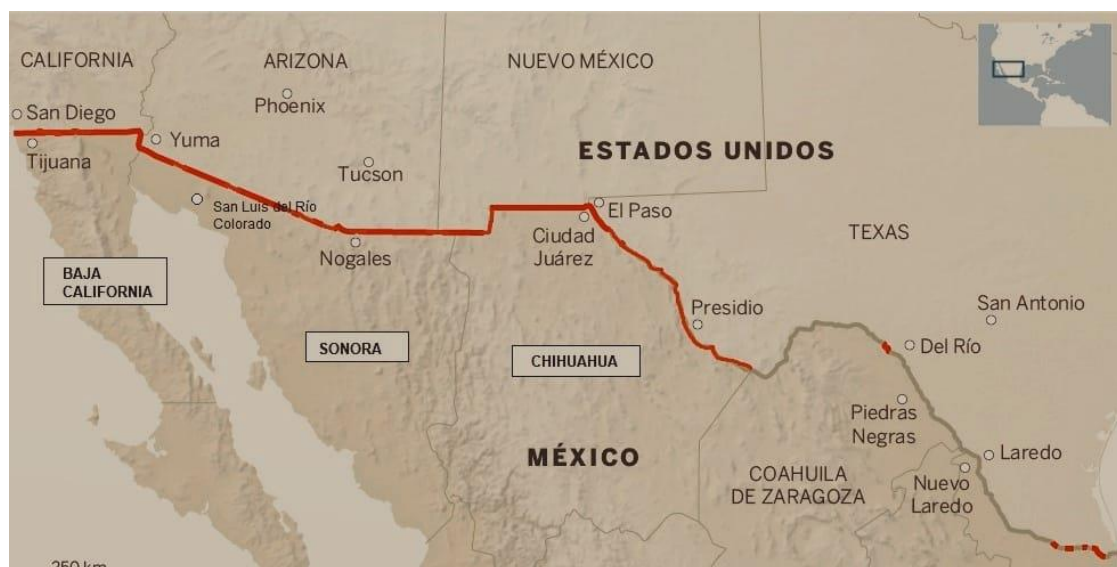 CALIFORNIA
ARIZONA
NUEVO MÉXICO
San Diego
Phoenix
Yuma
Tijuana
Tucson
ESTADOS UNIDOS
San Luis del Río
Colorado
El Paso
Ciudad
Juárez
TEXAS
Nogales
BAJA
CALIFORNIA
Presidio
San Antonio
SONORA
CHIHUAHUA
Del Río
Piedras
Negras
MÉXICO
COAHUILA
DE ZARAGOZA
Laredo
Nuevo
Laredo
250 km